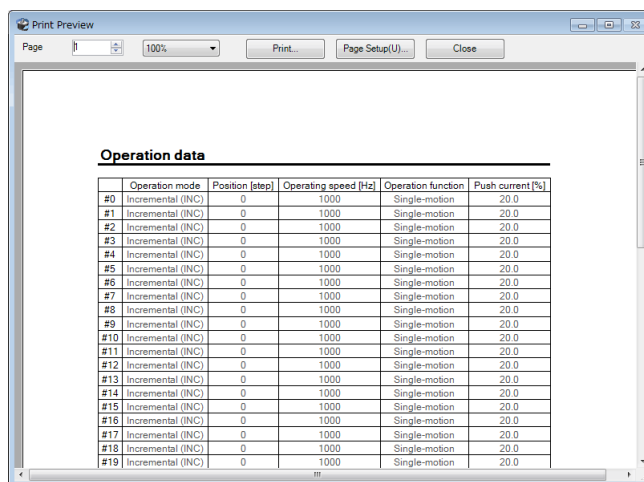 Print Preview
Page 1 100% Print... Page Setup(U)... Close
Operation data
Operation mode Position [step] Operating speed [Hz] Operation function Push current [%]
#0 Incremental (INC) 0 1000 Single-motion 20.0
#1 Incremental (INC) 0 1000 Single-motion 20.0
#2 Incremental (INC) 0 1000 Single-motion 20.0
#3 Incremental (INC) 0 1000 Single-motion 20.0
#4 Incremental (INC) 0 1000 Single-motion 20.0
#5 Incremental (INC) 0 1000 Single-motion 20.0
#6 Incremental (INC) 0 1000 Single-motion 20.0
#7 Incremental (INC) 0 1000 Single-motion 20.0
#8 Incremental (INC) 0 1000 Single-motion 20.0
#9 Incremental (INC) 0 1000 Single-motion 20.0
#10 Incremental (INC) 0 1000 Single-motion 20.0
#11 Incremental (INC) 0 1000 Single-motion 20.0
#12 Incremental (INC) 0 1000 Single-motion 20.0
#13 Incremental (INC) 0 1000 Single-motion 20.0
#14 Incremental (INC) 0 1000 Single-motion 20.0
#15 Incremental (INC) 0 1000 Single-motion 20.0
#16 Incremental (INC) 0 1000 Single-motion 20.0
#17 Incremental (INC) 0 1000 Single-motion 20.0
#18 Incremental (INC) 0 1000 Single-motion 20.0
#19 Incremental (INC) 0 1000 Single-motion 20.0